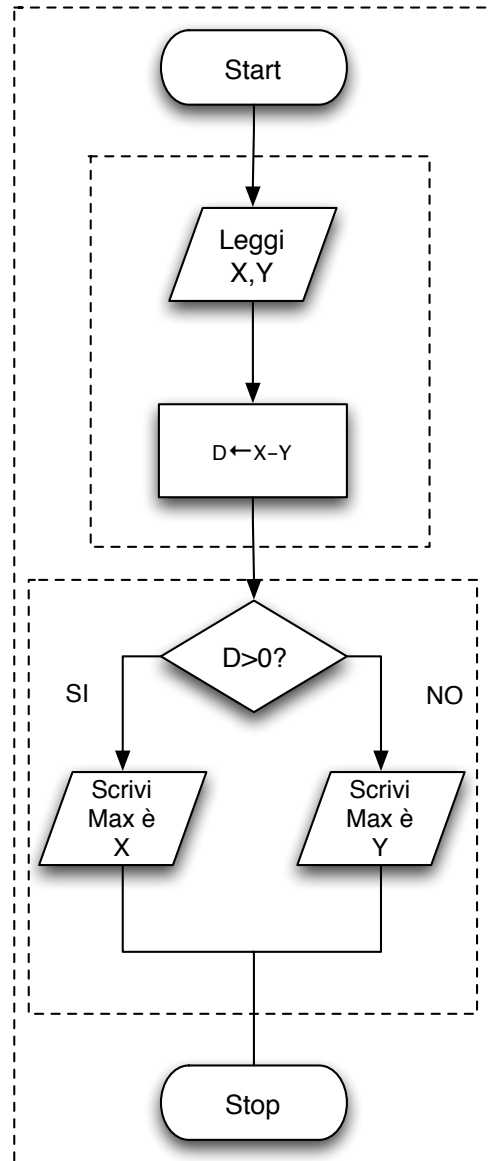 Start
Leggi
X,Y
D←X−Y
D>0?
SI
NO
Scrivi
Max è
X
Scrivi
Max è
Y
Stop